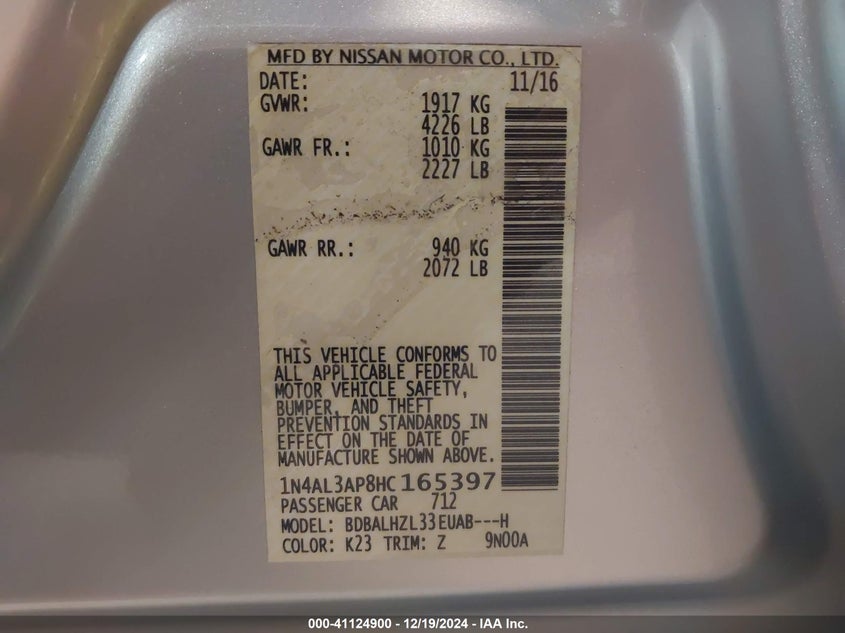 MFD BY NISSAN MOTOR CO., LTD.
DATE: 11/16
GVWR: 1917 KG
4226 LB
GAWR FR.: 1010 KG
2227 LB
GAWR RR.: 940 KG
2072 LB
THIS VEHICLE CONFORMS TO
ALL APPLICABLE FEDERAL
MOTOR VEHICLE SAFETY,
BUMPER, AND THEFT
PREVENTION STANDARDS IN
EFFECT ON THE DATE OF
MANUFACTURE SHOWN ABOVE.
1N4AL3AP8HC165397
PASSENGER CAR 712
MODEL: BDBALHZL33EUAB---H
COLOR: K23 TRIM: Z 9N00A
000-41124900 - 12/19/2024 - IAA Inc.